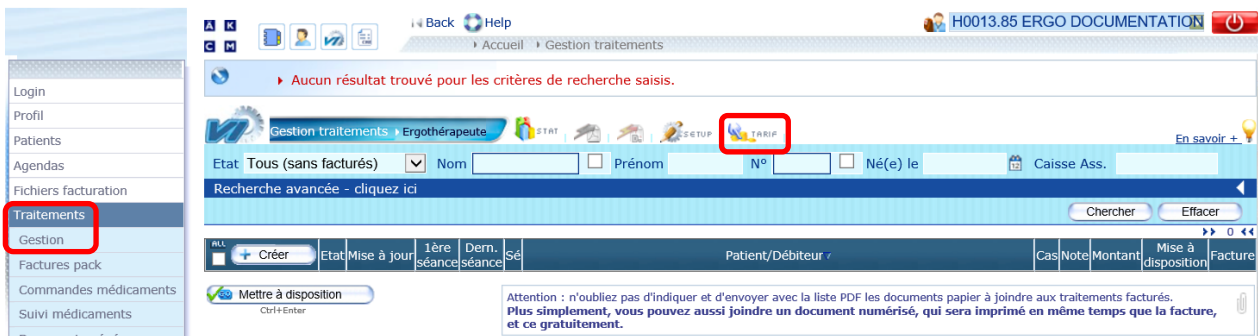 A K
C M
Back Help
H0013.85 ERGO DOCUMENTATION
Accueil Gestion traitements
Aucun résultat trouvé pour les critères de recherche saisis.
Login
Profil
Patients
Agendas
Fichiers facturation
Traitements
Gestion
Factures pack
Commandes médicaments
Suivi médicaments
Gestion traitements Ergothérapeute STAT SETUP TARIF
En savoir +
Etat Tous (sans facturés) Nom Prénom N° Né(e) le 12 Caisse Ass.
Recherche avancée - cliquez ici
Chercher Effacer
0
ALL + Créer Etat Mise à jour 1ère séance Dern. séance Sé Patient/Débiteur Cas Note Montant Mise à disposition Facture
Mettre à disposition
Ctrl+Enter
Attention : n'oubliez pas d'indiquer et d'envoyer avec la liste PDF les documents papier à joindre aux traitements facturés.
Plus simplement, vous pouvez aussi joindre un document numérisé, qui sera imprimé en même temps que la facture,
et ce gratuitement.